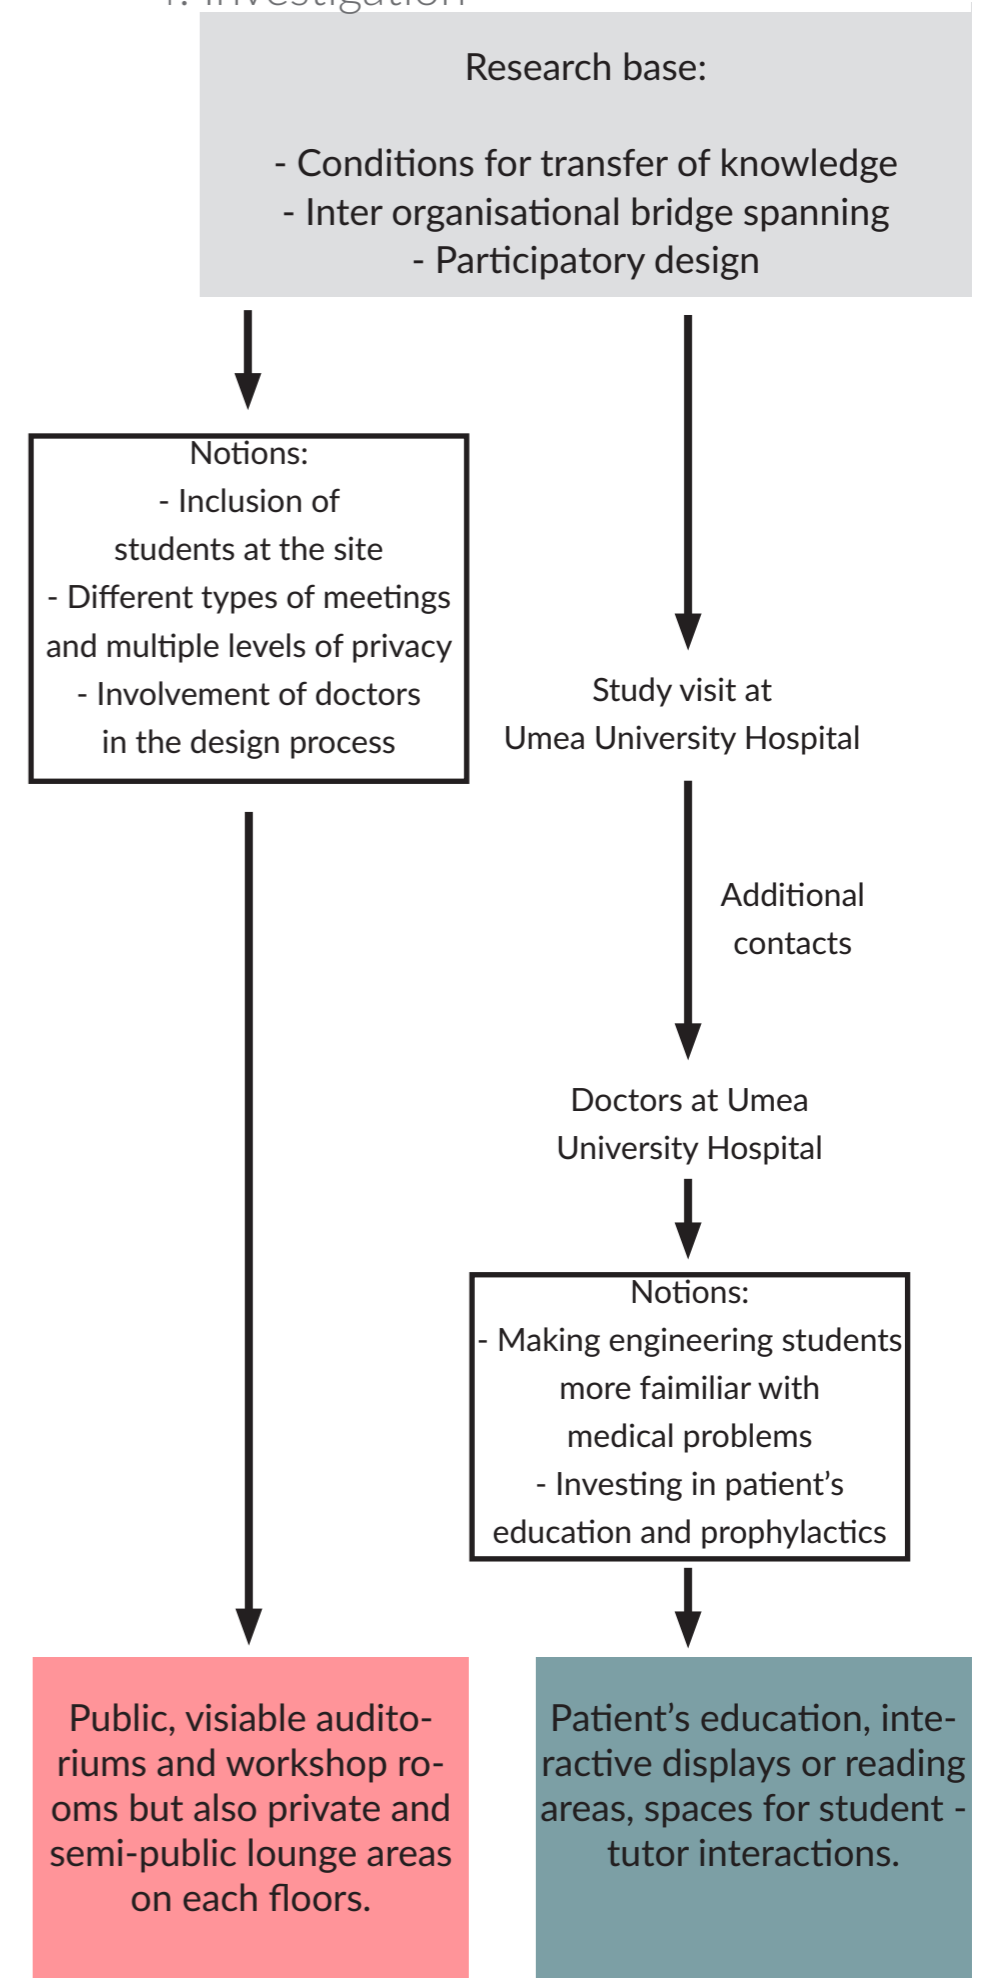 1. Investigation
Research base:
- Conditions for transfer of knowledge
- Inter organisational bridge spanning
- Participatory design
Notions:
- Inclusion of
students at the site
- Different types of meetings
and multiple levels of privacy
- Involvement of doctors
in the design process
Study visit at
Umea University Hospital
Additional
contacts
Doctors at Umea
University Hospital
Notions:
- Making engineering students
more faimiliar with
medical problems
- Investing in patient’s
education and prophylactics
Public, visiable audito-
riums and workshop ro-
oms but also private and
semi-public lounge areas
on each floors.
Patient’s education, inte-
ractive displays or reading
areas, spaces for student -
tutor interactions.